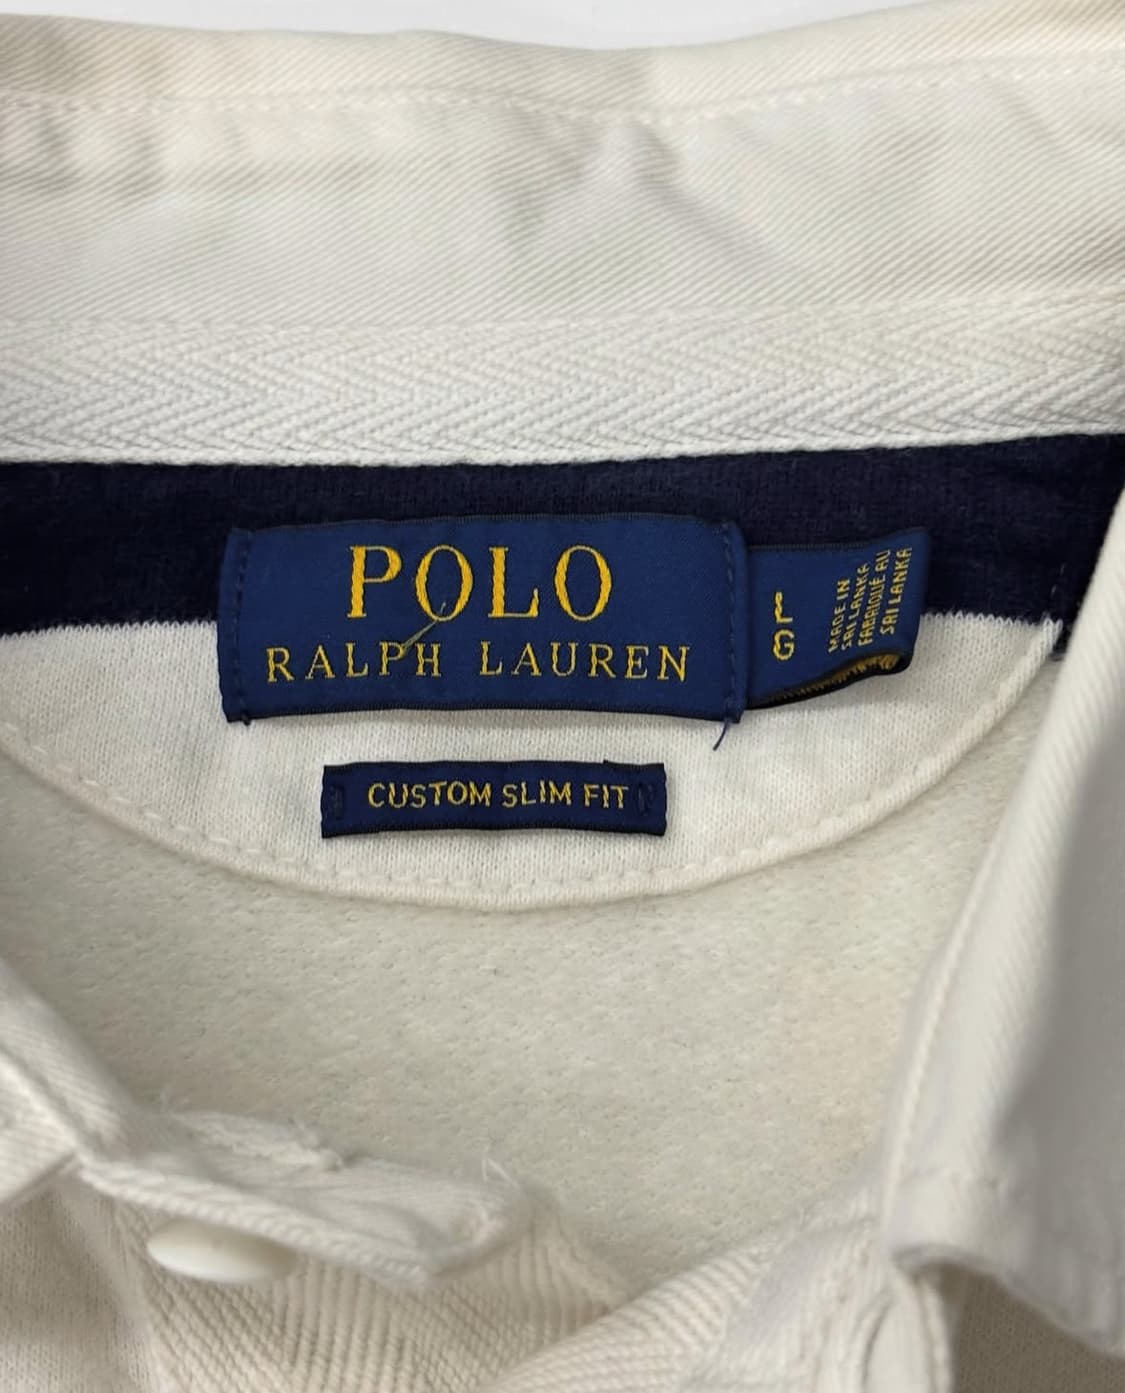 POLO
RALPH LAUREN
L
G
MADE IN
SRI LANKA
FABRIQUÉ AU
SRI LANKA
CUSTOM SLIM FIT